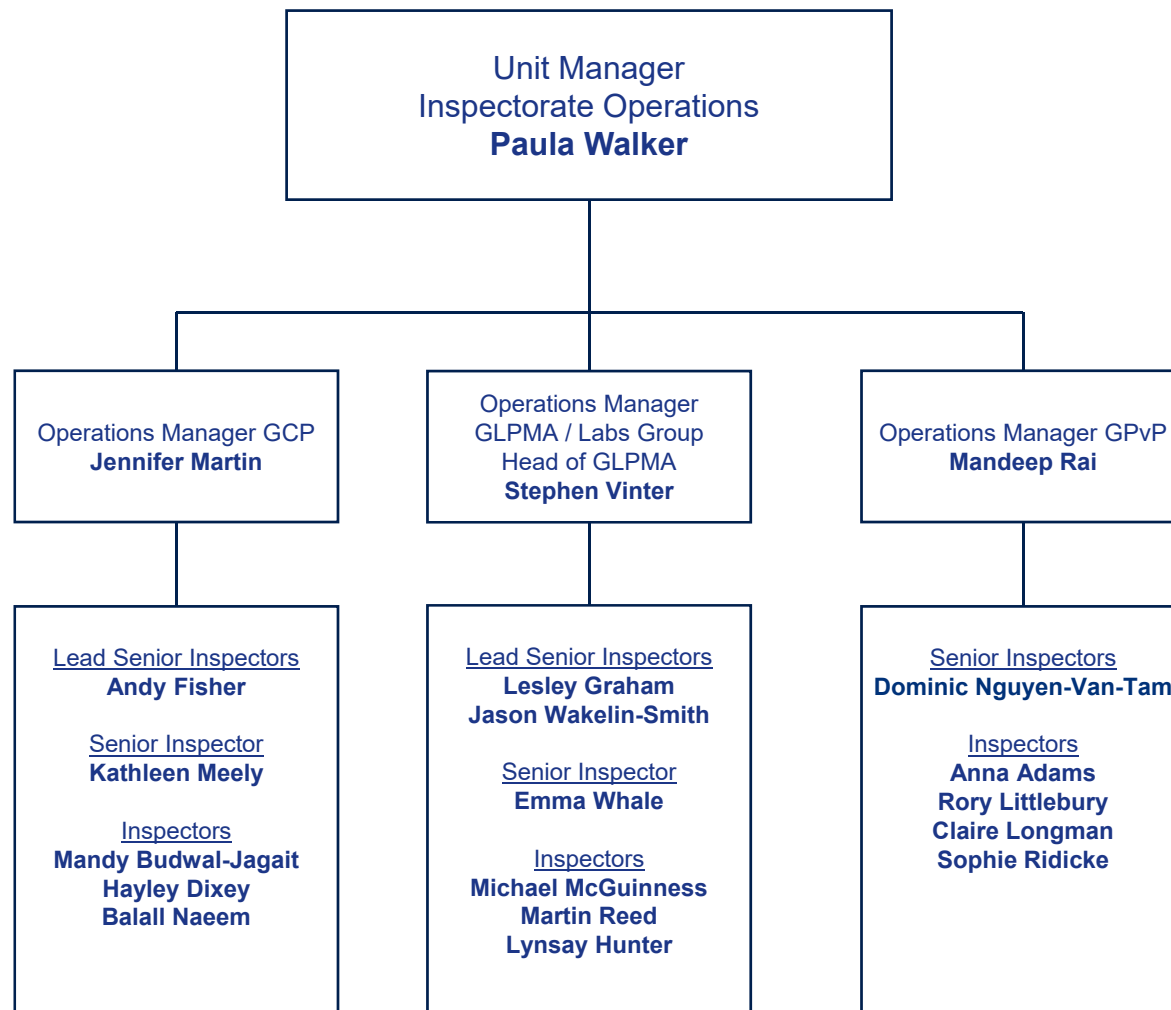 Unit Manager
Inspectorate Operations
Paula Walker
Operations Manager GCP
Jennifer Martin
Operations Manager
GLPMA / Labs Group
Head of GLPMA
Stephen Vinter
Operations Manager GPvP
Mandeep Rai
Lead Senior Inspectors
Andy Fisher
Senior Inspector
Kathleen Meely
Inspectors
Mandy Budwal-Jagait
Hayley Dixey
Balall Naeem
Lead Senior Inspectors
Lesley Graham
Jason Wakelin-Smith
Senior Inspector
Emma Whale
Inspectors
Michael McGuinness
Martin Reed
Lynsay Hunter
Senior Inspectors
Dominic Nguyen-Van-Tam
Inspectors
Anna Adams
Rory Littlebury
Claire Longman
Sophie Ridicke